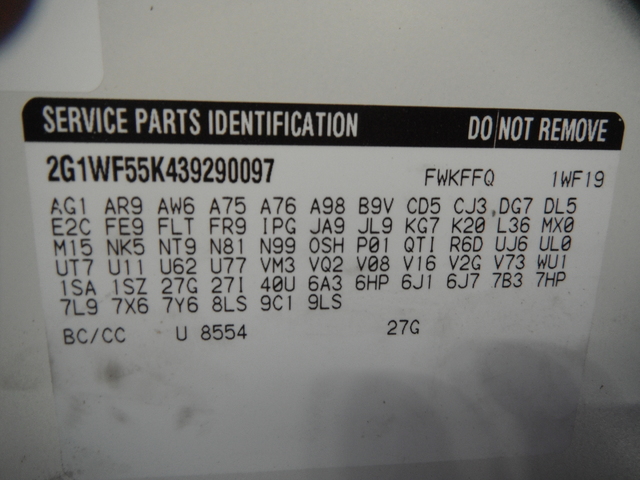 SERVICE PARTS IDENTIFICATION DO NOT REMOVE
2G1WF55K439290097 FWKFFQ 1WF19
AG1 AR9 AW6 A75 A76 A98 B9V CD5 CJ3 DG7 DL5
E2C FE9 FLT FR9 IPG JA9 JL9 KG7 K20 L36 MX0
M15 NK5 NT9 N81 N99 OSH P01 QTI R6D UJ6 UL0
UT7 U11 U62 U77 VM3 VQ2 V08 V16 V2G V73 WU1
1SA 1SZ 27G 27I 40U 6A3 6HP 6J1 6J7 7B3 7HP
7L9 7X6 7Y6 8LS 9C1 9LS
BC/CC U 8554 27G